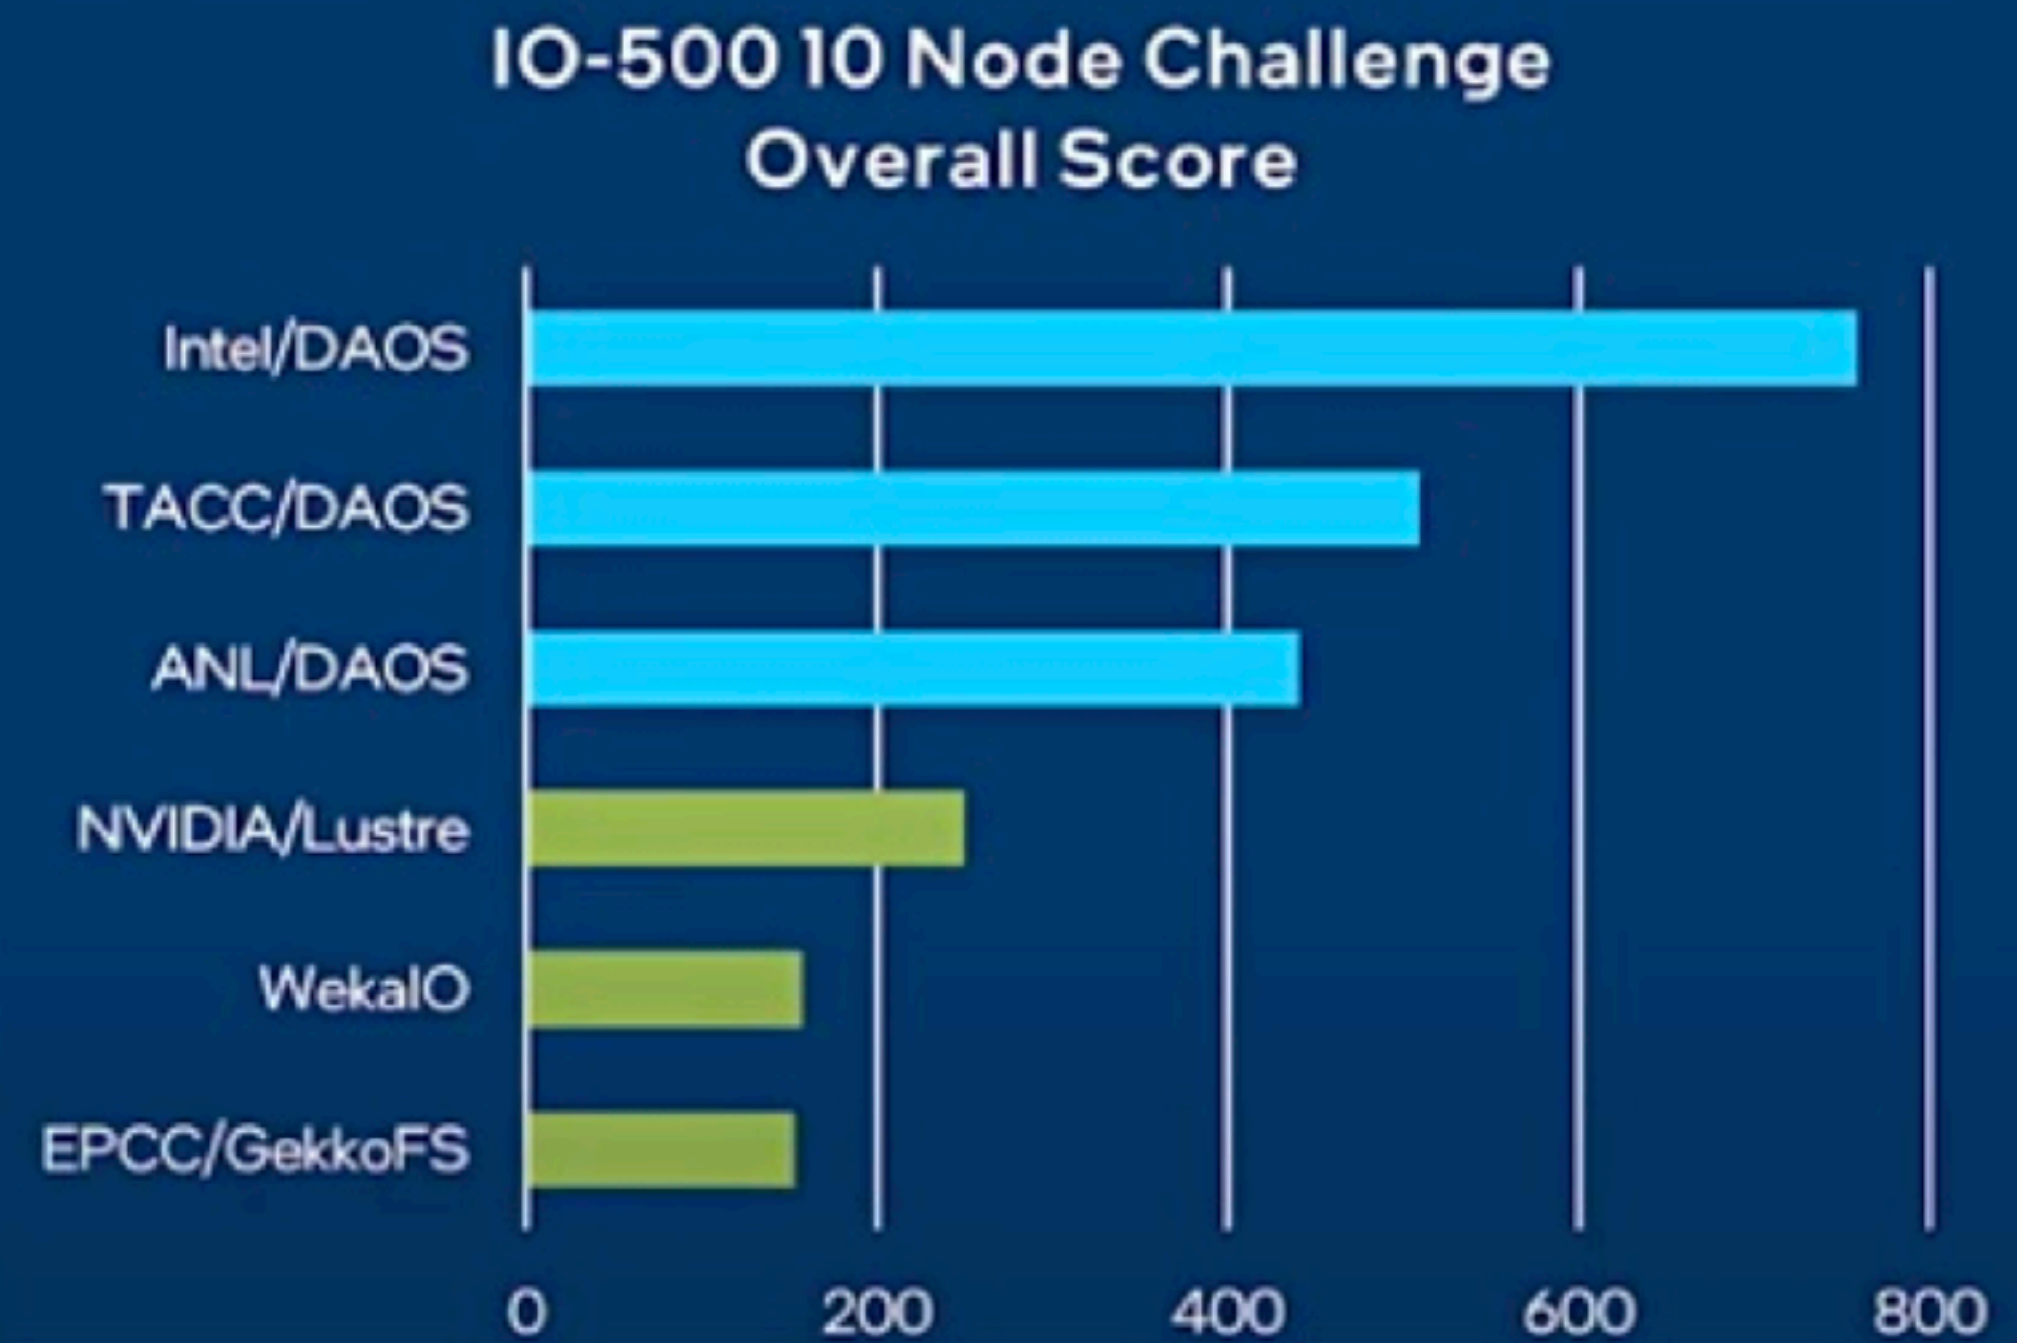 IO-500 10 Node Challenge
Overall Score
Intel/DAOS
TACC/DAOS
ANL/DAOS
NVIDIA/Lustre
WekaIO
EPCC/GekkoFS
0 200 400 600 800